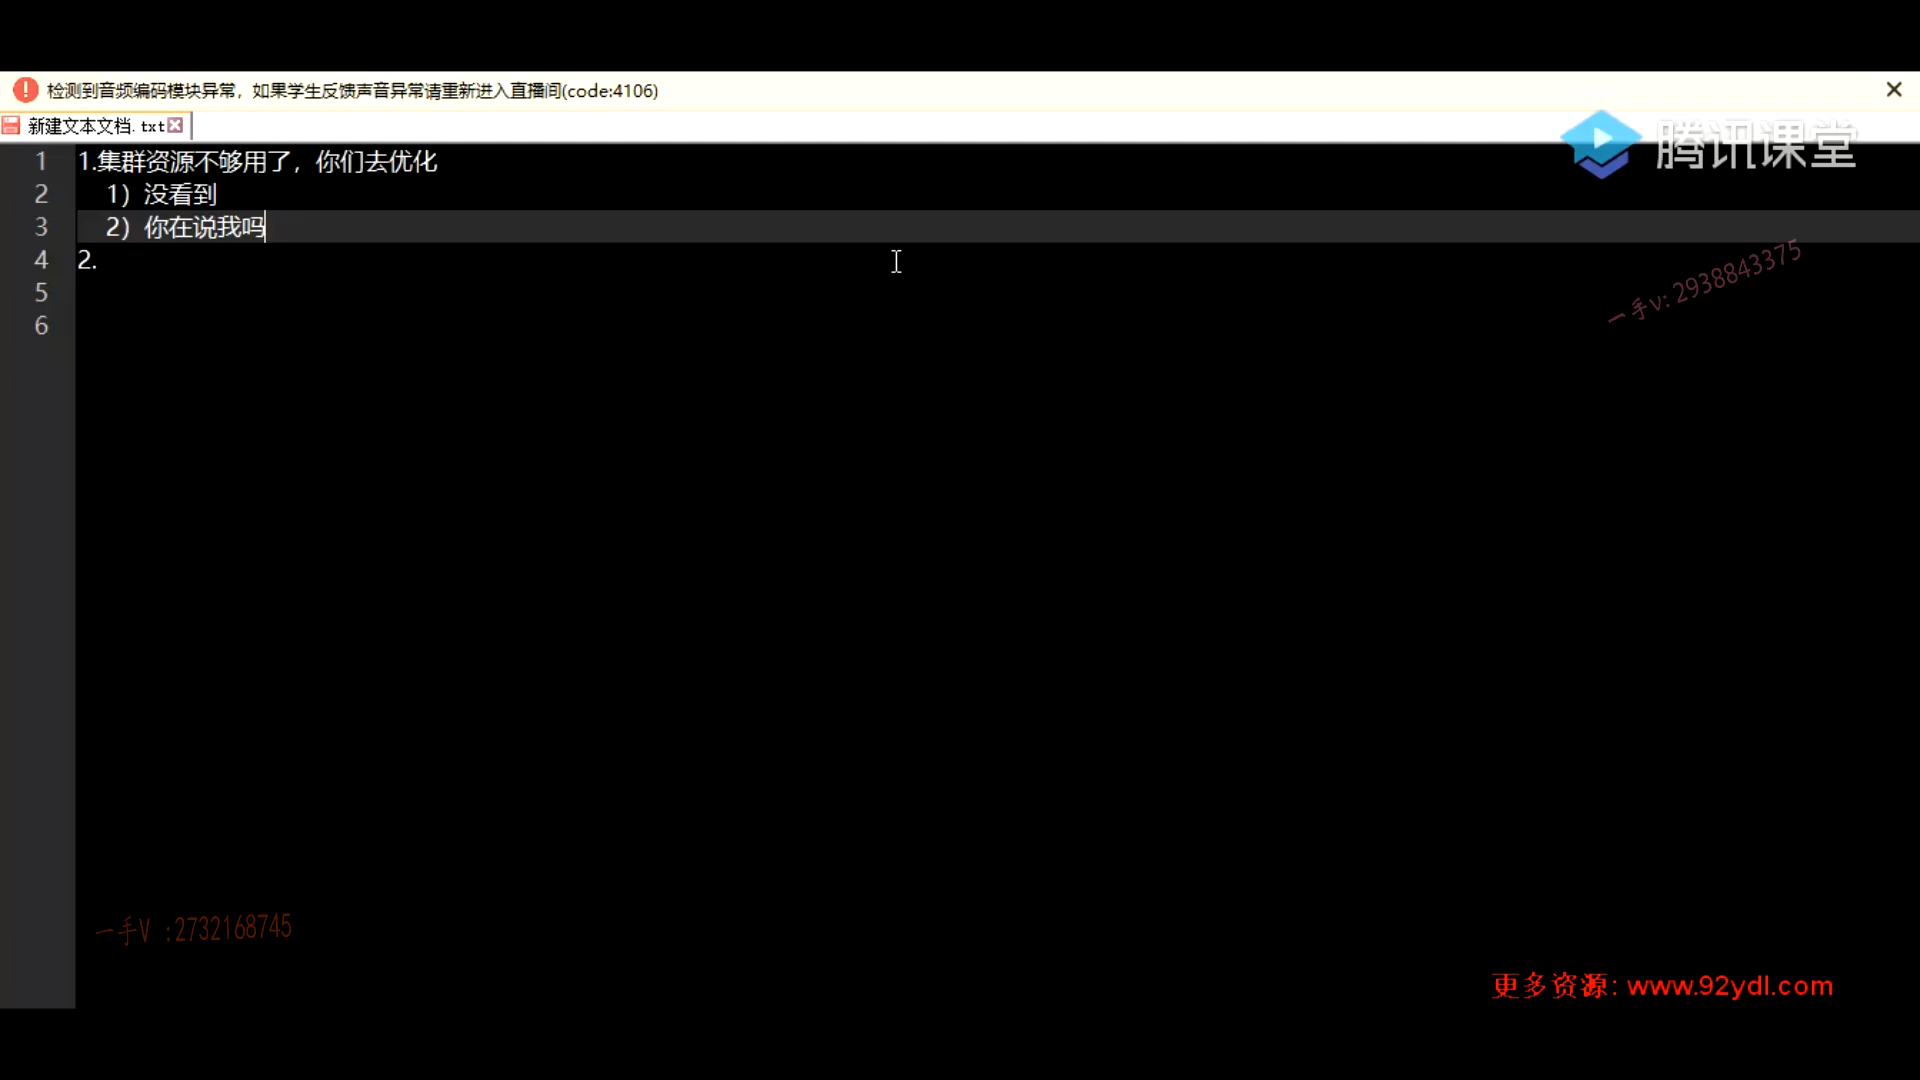 检测到音频编码模块异常，如果学生反馈声音异常请重新进入直播间(code:4106)
新建文本文档.txt
腾讯课堂
1 1.集群资源不够用了，你们去优化
2 1）没看到
3 2）你在说我吗
4 2.
5
6
一手v:2938843375
一手V :2732168745
更多资源: www.92ydl.com